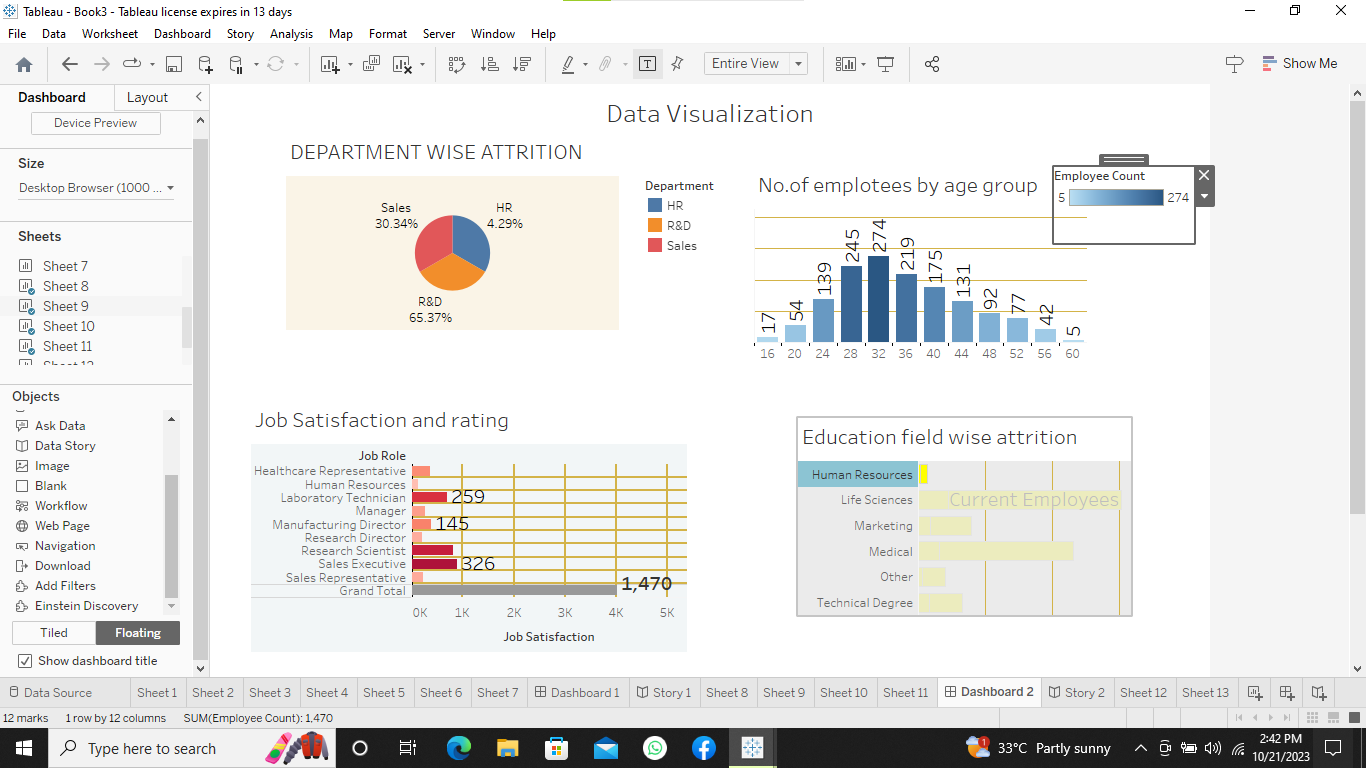 Tableau - Book3 - Tableau license expires in 13 days
File Data Worksheet Dashboard Story Analysis Map Format Server Window Help
Entire View
Show Me
Dashboard Layout
Device Preview
Size
Desktop Browser (1000 ...
Sheets
Sheet 7
Sheet 8
Sheet 9
Sheet 10
Sheet 11
Objects
Ask Data
Data Story
Image
Blank
Workflow
Web Page
Navigation
Download
Add Filters
Einstein Discovery
Tiled Floating
Show dashboard title
Data Visualization
DEPARTMENT WISE ATTRITION
Sales
30.34%
HR
4.29%
R&D
65.37%
Department
HR
R&D
Sales
No.of emplotees by age group
Employee Count
5 274
17 54 139 245 274 219 175 131 92 77 42 5
16 20 24 28 32 36 40 44 48 52 56 60
Job Satisfaction and rating
Job Role
Healthcare Representative
Human Resources
Laboratory Technician 259
Manager
Manufacturing Director 145
Research Director
Research Scientist
Sales Executive 326
Sales Representative
Grand Total 1,470
0K 1K 2K 3K 4K 5K
Job Satisfaction
Education field wise attrition
Human Resources
Life Sciences Current Employees
Marketing
Medical
Other
Technical Degree
Data Source Sheet 1 Sheet 2 Sheet 3 Sheet 4 Sheet 5 Sheet 6 Sheet 7 Dashboard 1 Story 1 Sheet 8 Sheet 9 Sheet 10 Sheet 11 Dashboard 2 Story 2 Sheet 12 Sheet 13
12 marks 1 row by 12 columns SUM(Employee Count): 1,470
Type here to search
1
33°C Partly sunny
2:42 PM
10/21/2023